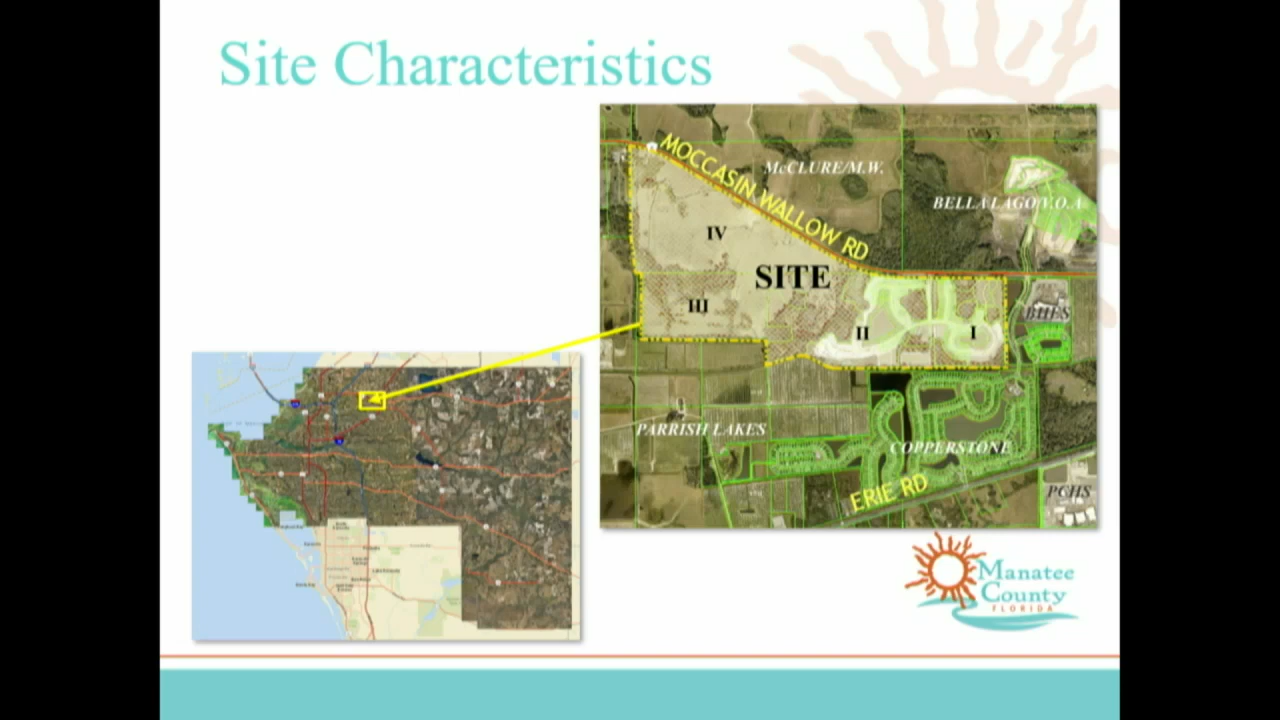 Site Characteristics
MOCCASIN WALLOW RD
McCLURE/M.W.
BELLA LAGO/V.O.A
IV
SITE
III
II
I
BHES
PARRISH LAKES
COPPERSTONE
ERIE RD
PCHS
Manatee
County
FLORIDA